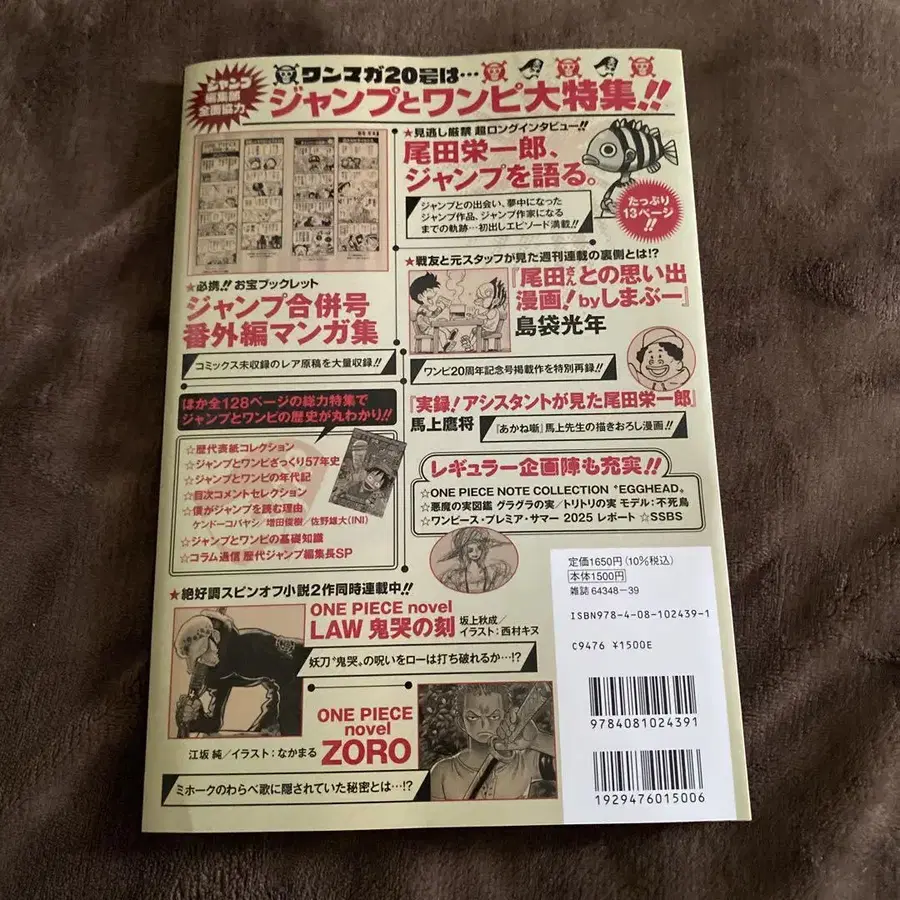 ジャンプ
編集部
企画協力
ワンマガ20号は…
ジャンプとワンピ大特集!!
★見逃し厳禁 超ロングインタビュー!!
尾田栄一郎、
ジャンプを語る。
ジャンプとの出会い、夢中になった
ジャンプ作品、ジャンプ作家になる
までの軌跡…初出しエピソード満載!!
たっぷり
13ページ
!!
★必携!! お宝ブックレット
ジャンプ合併号
番外編マンガ集
コミックス未収録のレア原稿を大量収録!!
★戦友と元スタッフが見た週刊連載の裏側とは!?
『尾田さんとの思い出
漫画!byしまぶー』
島袋光年
ワンピ20周年記念号掲載作を特別再録!!
『実録!アシスタントが見た尾田栄一郎』
馬上鷹将
『あかね噺』馬上先生の描きおろし漫画!!
ほか全128ページの総力特集で
ジャンプとワンピの歴史が丸わかり!!
☆歴代表紙コレクション
☆ジャンプとワンピざっくり57年史
☆ジャンプとワンピの年代記
☆目次コメントセレクション
☆僕がジャンプを読む理由
ケンドーコバヤシ/増田俊樹/佐野雄大(INI)
☆ジャンプとワンピの基礎知識
☆コラム通信 歴代ジャンプ編集長SP
レギュラー企画陣も充実!!
☆ONE PIECE NOTE COLLECTION “EGGHEAD”
☆悪魔の実図鑑 グラグラの実/トリトリの実 モデル:不死鳥
☆ワンピース・プレミア・サマー 2025 レポート ☆SSBS
★絶好調スピンオフ小説2作同時連載中!!
ONE PIECE novel
LAW 鬼哭の刻
坂上秋成/
イラスト:西村キヌ
妖刀“鬼哭”の呪いをローは打ち破れるか…!?
ONE PIECE
novel
ZORO
江坂 純/イラスト:なかまる
ミホークのわらべ歌に隠されていた秘密とは…!?
定価1650円(10%税込)
本体1500円
雑誌 64348-39
ISBN978-4-08-102439-1
C9476 ¥1500E
9784081024391
1929476015006